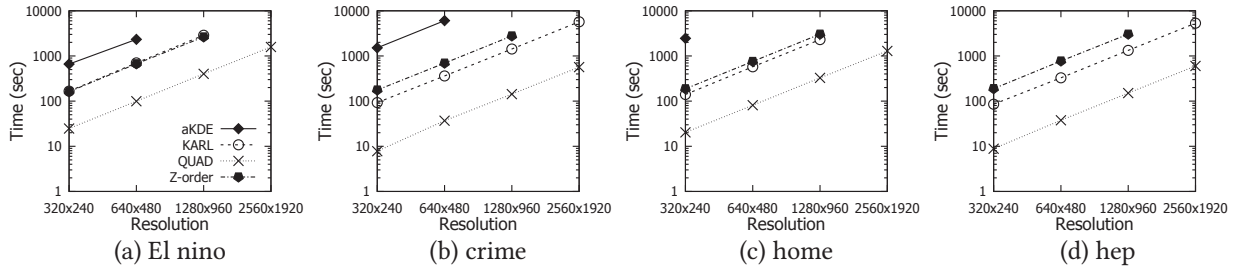 10000
1000
100
10
1
Time (sec)
aKDE
KARL
QUAD
Z-order
320x240 640x480 1280x960 2560x1920
Resolution
(a) El nino
10000
1000
100
10
1
Time (sec)
320x240 640x480 1280x960 2560x1920
Resolution
(b) crime
10000
1000
100
10
1
Time (sec)
320x240 640x480 1280x960 2560x1920
Resolution
(c) home
10000
1000
100
10
1
Time (sec)
320x240 640x480 1280x960 2560x1920
Resolution
(d) hep